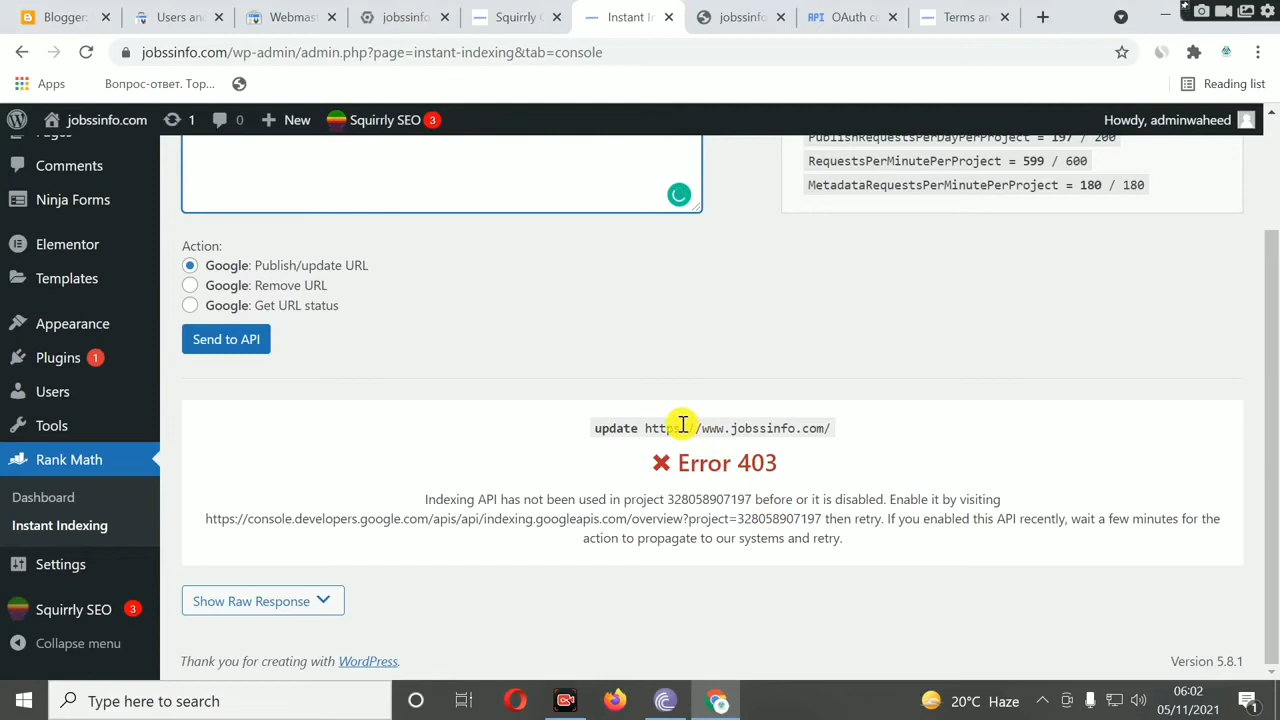 Blogger:
Users an
Webmast
jobssinfo
Squirrly
Instant I
jobssinfo
API OAuth c
Terms an
jobssinfo.com/wp-admin/admin.php?page=instant-indexing&tab=console
Apps
Вопрос-ответ. Тор...
Reading list
jobssinfo.com
1
0
New
Squirrly SEO 3
Howdy, adminwaheed
Pages
Comments
Ninja Forms
Elementor
Templates
Appearance
Plugins 1
Users
Tools
Rank Math
Dashboard
Instant Indexing
Settings
Squirrly SEO 3
Collapse menu
PublishRequestsPerDayPerProject = 197 / 200
RequestsPerMinutePerProject = 599 / 600
MetadataRequestsPerMinutePerProject = 180 / 180
Action:
Google: Publish/update URL
Google: Remove URL
Google: Get URL status
Send to API
update https://www.jobssinfo.com/
Error 403
Indexing API has not been used in project 328058907197 before or it is disabled. Enable it by visiting
https://console.developers.google.com/apis/api/indexing.googleapis.com/overview?project=328058907197 then retry. If you enabled this API recently, wait a few minutes for the
action to propagate to our systems and retry.
Show Raw Response
Thank you for creating with WordPress.
Version 5.8.1
Type here to search
20°C Haze
06:02
05/11/2021
1